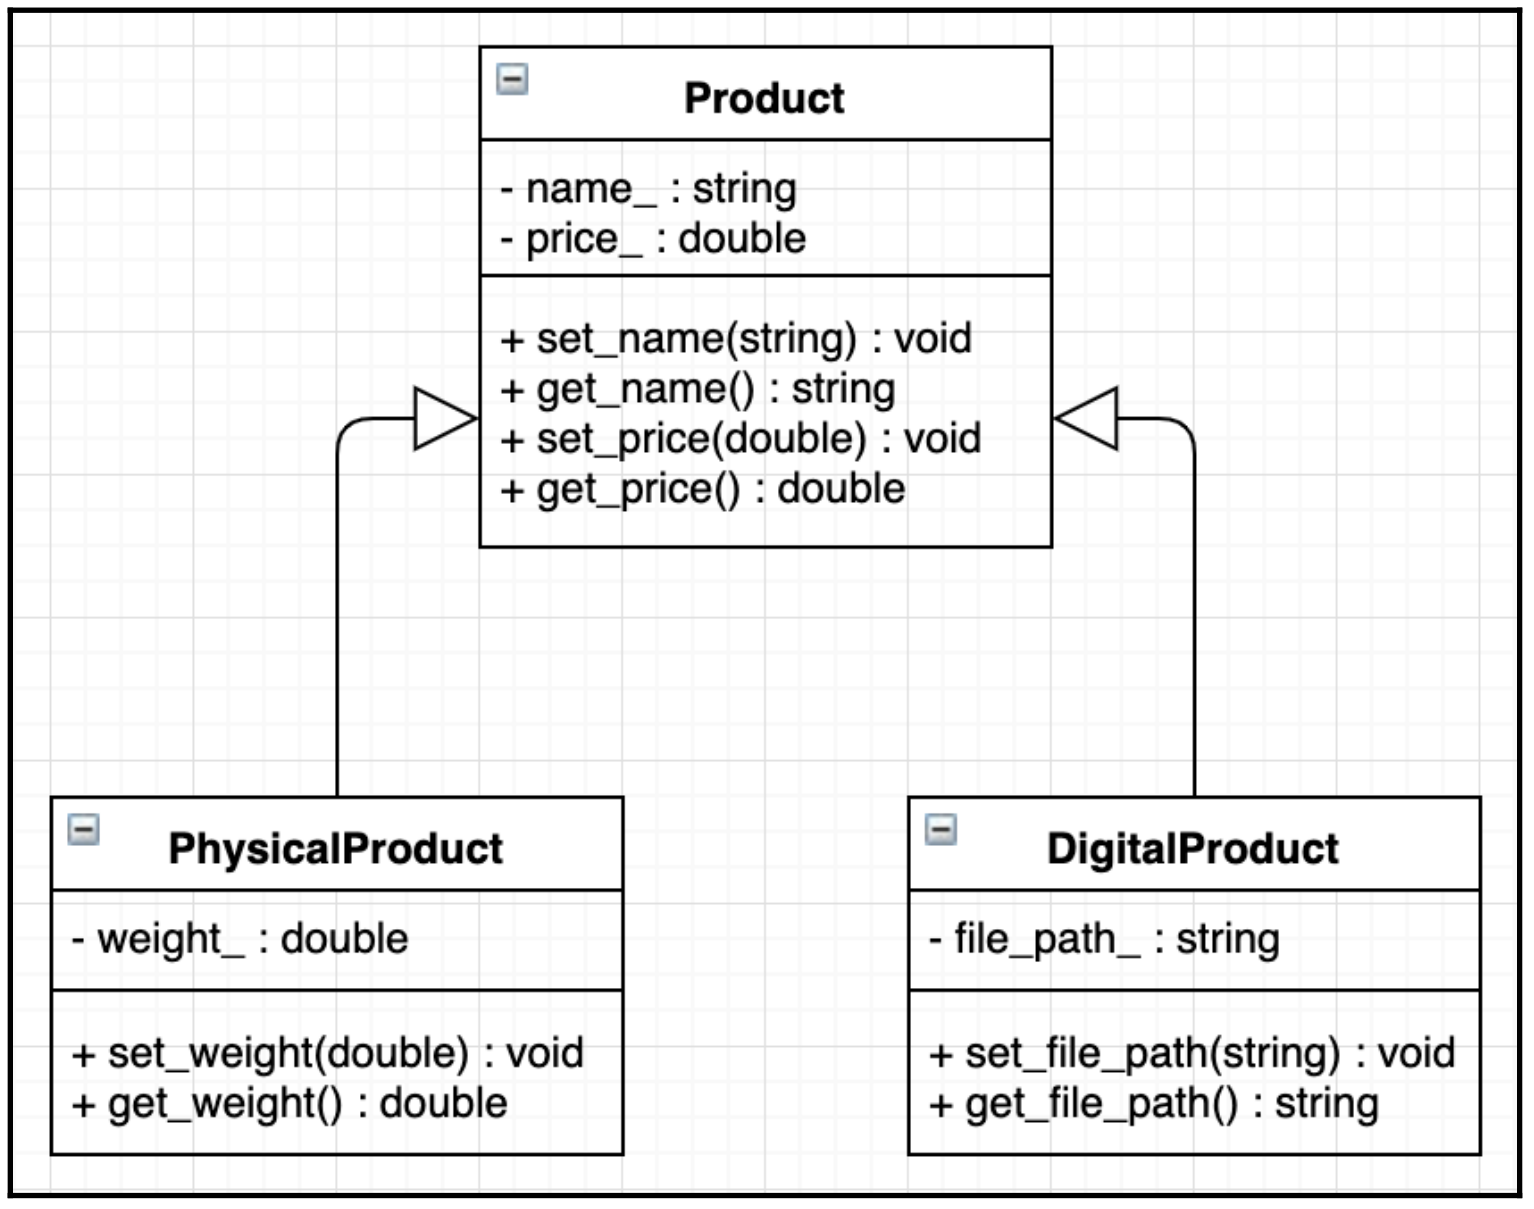 Product
- name_ : string
- price_ : double
+ set_name(string) : void
+ get_name() : string
+ set_price(double) : void
+ get_price() : double
PhysicalProduct
- weight_ : double
+ set_weight(double) : void
+ get_weight() : double
DigitalProduct
- file_path_ : string
+ set_file_path(string) : void
+ get_file_path() : string